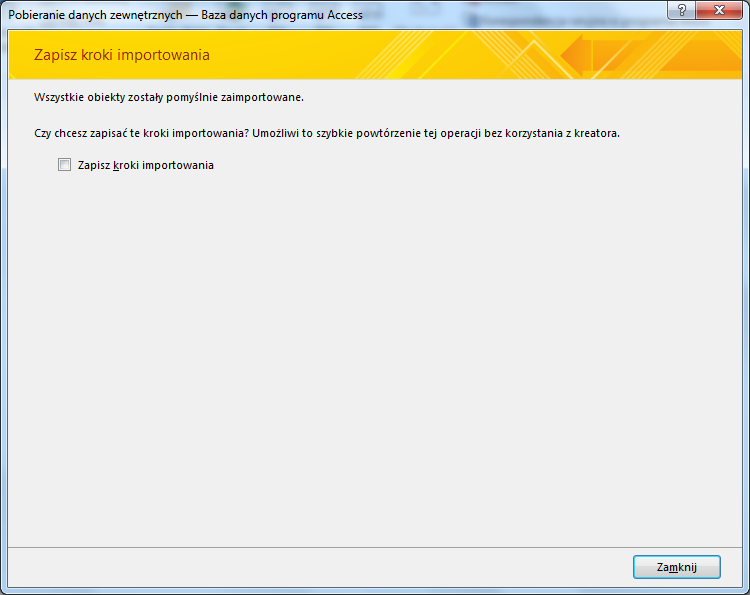 Pobieranie danych zewnętrznych — Baza danych programu Access
Zapisz kroki importowania
Wszystkie obiekty zostały pomyślnie zaimportowane.
Czy chcesz zapisać te kroki importowania? Umożliwi to szybkie powtórzenie tej operacji bez korzystania z kreatora.
Zapisz kroki importowania
Zamknij